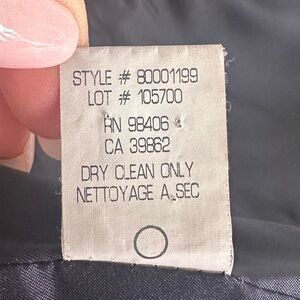 STYLE # 80001199
LOT # 105700
RN 98406
CA 39862
DRY CLEAN ONLY
NETTOYAGE A SEC